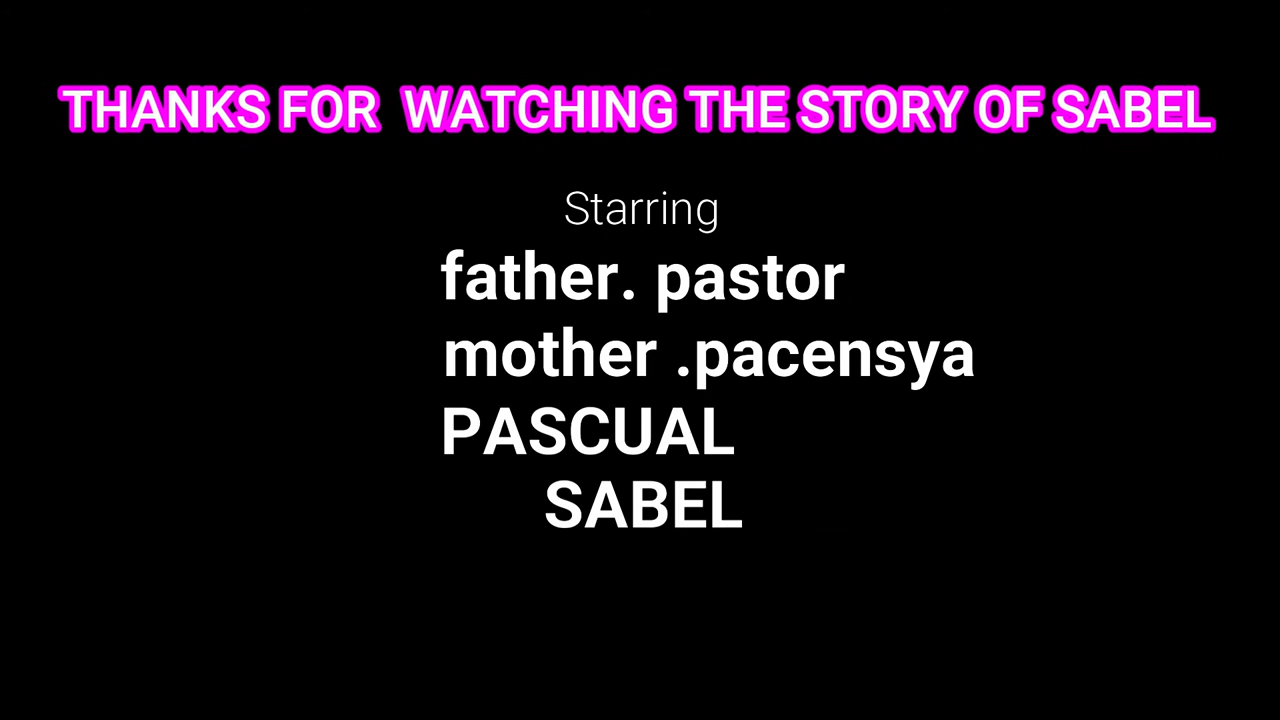 THANKS FOR  WATCHING THE STORY OF SABEL
Starring
father. pastor
mother .pacensya
PASCUAL
SABEL